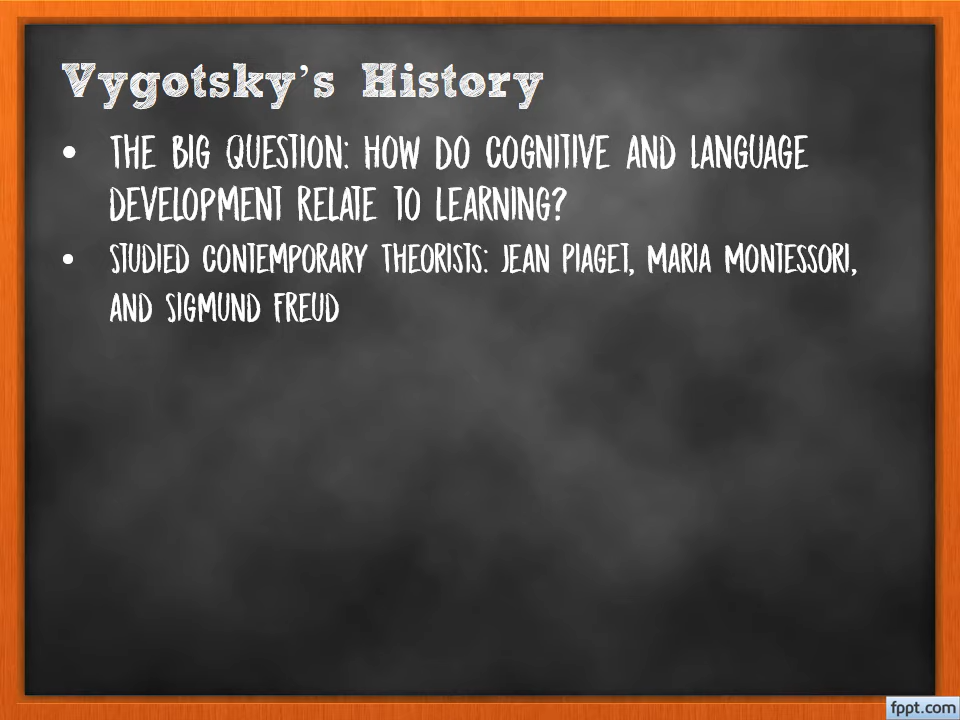 Vygotsky's History
• THE BIG QUESTION: HOW DO COGNITIVE AND LANGUAGE
DEVELOPMENT RELATE TO LEARNING?
• STUDIED CONTEMPORARY THEORISTS: JEAN PIAGET, MARIA MONTESSORI,
AND SIGMUND FREUD
fppt.com